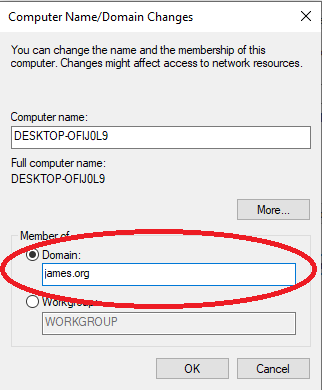 Computer Name/Domain Changes
You can change the name and the membership of this
computer. Changes might affect access to network resources.
Computer name:
DESKTOP-OFIJ0L9
Full computer name:
DESKTOP-OFIJ0L9
More...
Member of
Domain:
james.org
Workgroup:
WORKGROUP
OK
Cancel